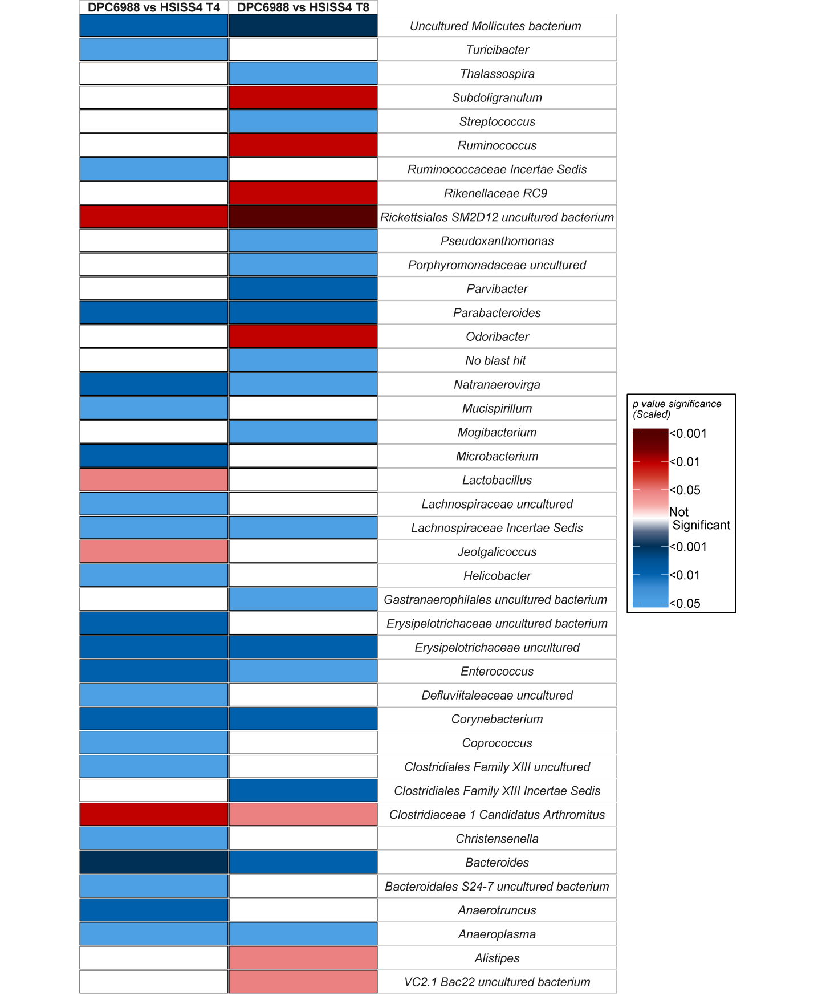 DPC6988 vs HSISS4 T4 DPC6988 vs HSISS4 T8
Uncultured Mollicutes bacterium
Turicibacter
Thalassospira
Subdoligranulum
Streptococcus
Ruminococcus
Ruminococcaceae Incertae Sedis
Rikenellaceae RC9
Rickettsiales SM2D12 uncultured bacterium
Pseudoxanthomonas
Porphyromonadaceae uncultured
Parvibacter
Parabacteroides
Odoribacter
No blast hit
Natranaerovirga
Mucispirillum
Mogibacterium
Microbacterium
Lactobacillus
Lachnospiraceae uncultured
Lachnospiraceae Incertae Sedis
Jeotgalicoccus
Helicobacter
Gastranaerophilales uncultured bacterium
Erysipelotrichaceae uncultured bacterium
Erysipelotrichaceae uncultured
Enterococcus
Defluviitaleaceae uncultured
Corynebacterium
Coprococcus
Clostridiales Family XIII uncultured
Clostridiales Family XIII Incertae Sedis
Clostridiaceae 1 Candidatus Arthromitus
Christensenella
Bacteroides
Bacteroidales S24-7 uncultured bacterium
Anaerotruncus
Anaeroplasma
Alistipes
VC2.1 Bac22 uncultured bacterium
p value significance
(Scaled)
<0.001
<0.01
<0.05
Not
Significant
<0.001
<0.01
<0.05